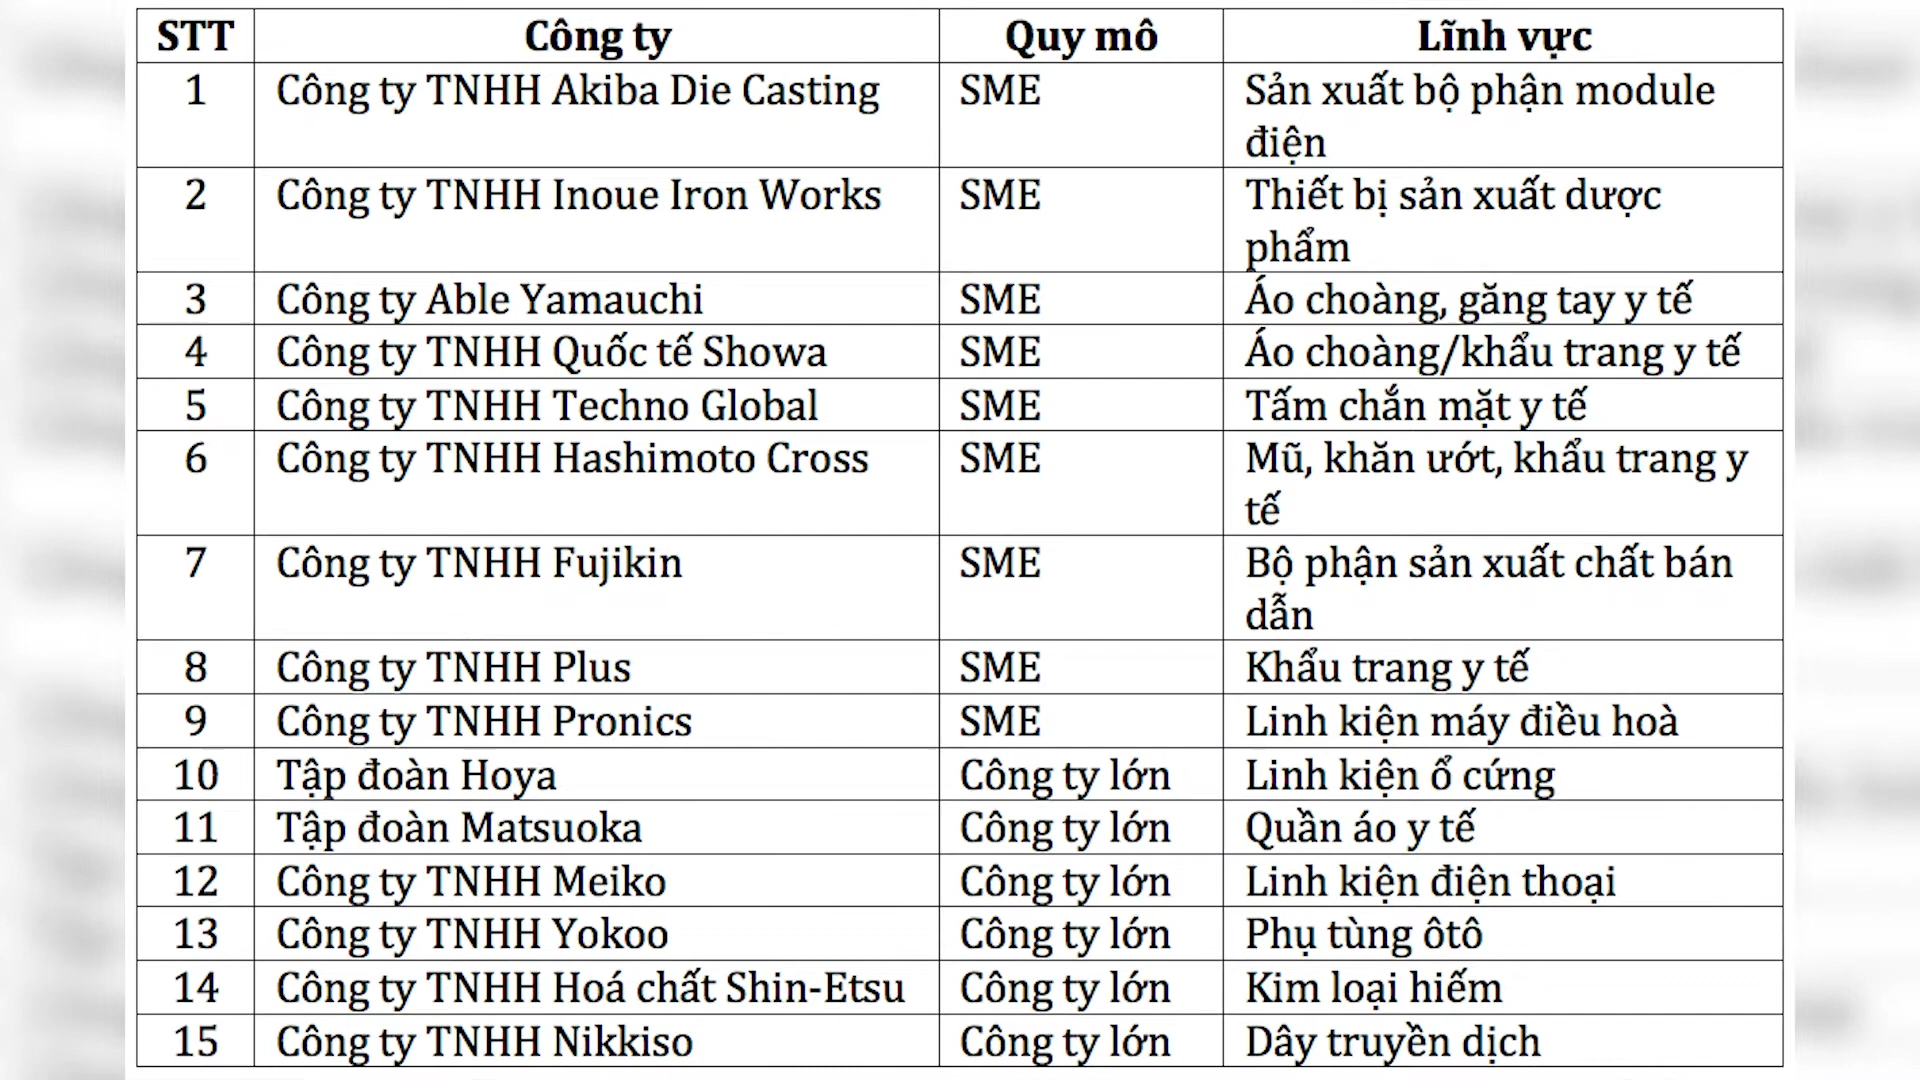 STT Công ty Quy mô Lĩnh vực
1 Công ty TNHH Akiba Die Casting SME Sản xuất bộ phận module
điện
2 Công ty TNHH Inoue Iron Works SME Thiết bị sản xuất dược
phẩm
3 Công ty Able Yamauchi SME Áo choàng, găng tay y tế
4 Công ty TNHH Quốc tế Showa SME Áo choàng/khẩu trang y tế
5 Công ty TNHH Techno Global SME Tấm chắn mặt y tế
6 Công ty TNHH Hashimoto Cross SME Mũ, khăn ướt, khẩu trang y
tế
7 Công ty TNHH Fujikin SME Bộ phận sản xuất chất bán
dẫn
8 Công ty TNHH Plus SME Khẩu trang y tế
9 Công ty TNHH Pronics SME Linh kiện máy điều hoà
10 Tập đoàn Hoya Công ty lớn Linh kiện ổ cứng
11 Tập đoàn Matsuoka Công ty lớn Quần áo y tế
12 Công ty TNHH Meiko Công ty lớn Linh kiện điện thoại
13 Công ty TNHH Yokoo Công ty lớn Phụ tùng ôtô
14 Công ty TNHH Hoá chất Shin-Etsu Công ty lớn Kim loại hiếm
15 Công ty TNHH Nikkiso Công ty lớn Dây truyền dịch